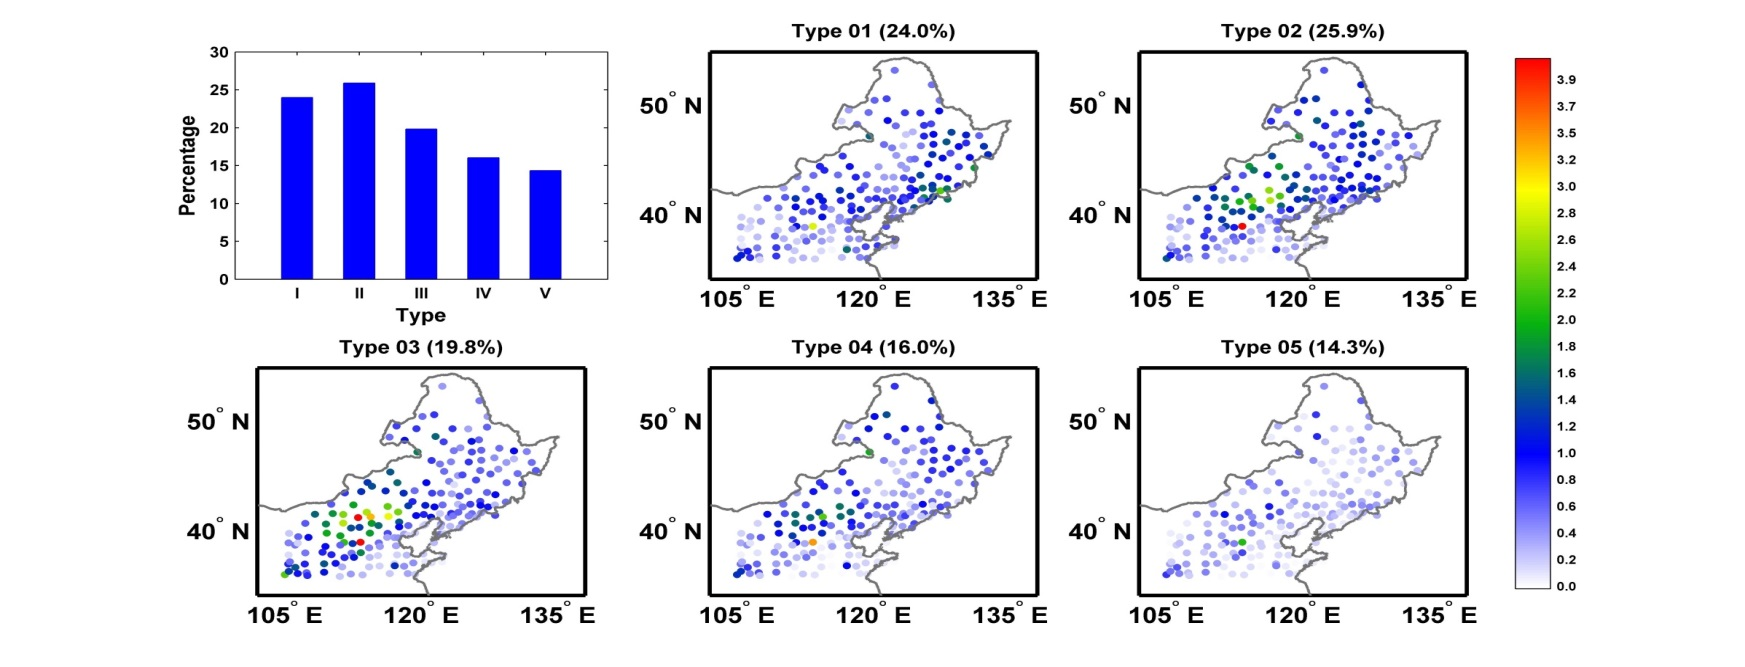 Type 01 (24.0%)
Type 02 (25.9%)
30
25
20
15
10
5
0
Percentage
I II III IV V
Type
50° N
40° N
105° E 120° E 135° E
50° N
40° N
105° E 120° E 135° E
3.9
3.7
3.5
3.2
3.0
2.8
2.6
2.4
2.2
2.0
1.8
1.6
1.4
1.2
1.0
0.8
0.6
0.4
0.2
0.0
Type 03 (19.8%)
Type 04 (16.0%)
Type 05 (14.3%)
50° N
40° N
105° E 120° E 135° E
50° N
40° N
105° E 120° E 135° E
50° N
40° N
105° E 120° E 135° E